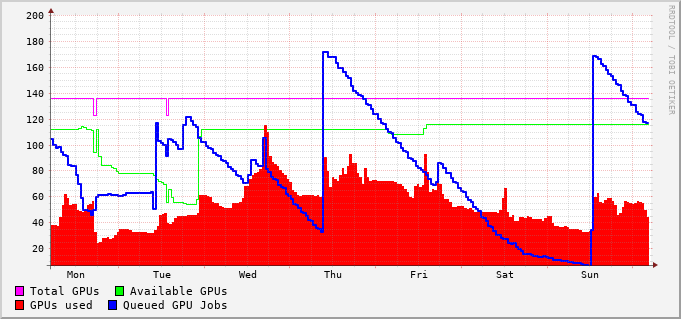 200
180
160
140
120
100
80
60
40
20
Mon Tue Wed Thu Fri Sat Sun
Total GPUs Available GPUs
GPUs used Queued GPU Jobs
RRDTOOL / TOBI OETIKER